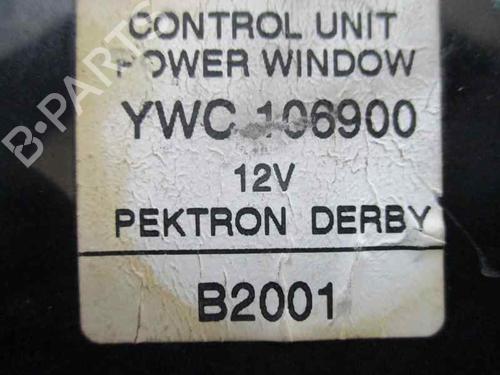 CONTROL UNIT
POWER WINDOW
YWC 106900
12V
PEKTRON DERBY
B2001
B-PARTS